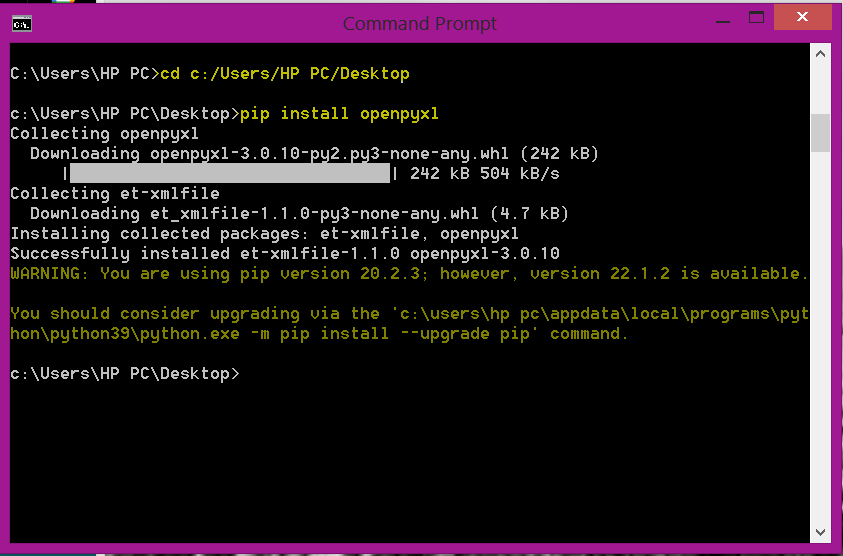 Command Prompt
C:\Users\HP PC>cd c:/Users/HP PC/Desktop
c:\Users\HP PC\Desktop>pip install openpyxl
Collecting openpyxl
  Downloading openpyxl-3.0.10-py2.py3-none-any.whl (242 kB)
     |████████████████████████████████| 242 kB 504 kB/s
Collecting et-xmlfile
  Downloading et_xmlfile-1.1.0-py3-none-any.whl (4.7 kB)
Installing collected packages: et-xmlfile, openpyxl
Successfully installed et-xmlfile-1.1.0 openpyxl-3.0.10
WARNING: You are using pip version 20.2.3; however, version 22.1.2 is available.
You should consider upgrading via the 'c:\users\hp pc\appdata\local\programs\pyt
hon\python39\python.exe -m pip install --upgrade pip' command.
c:\Users\HP PC\Desktop>